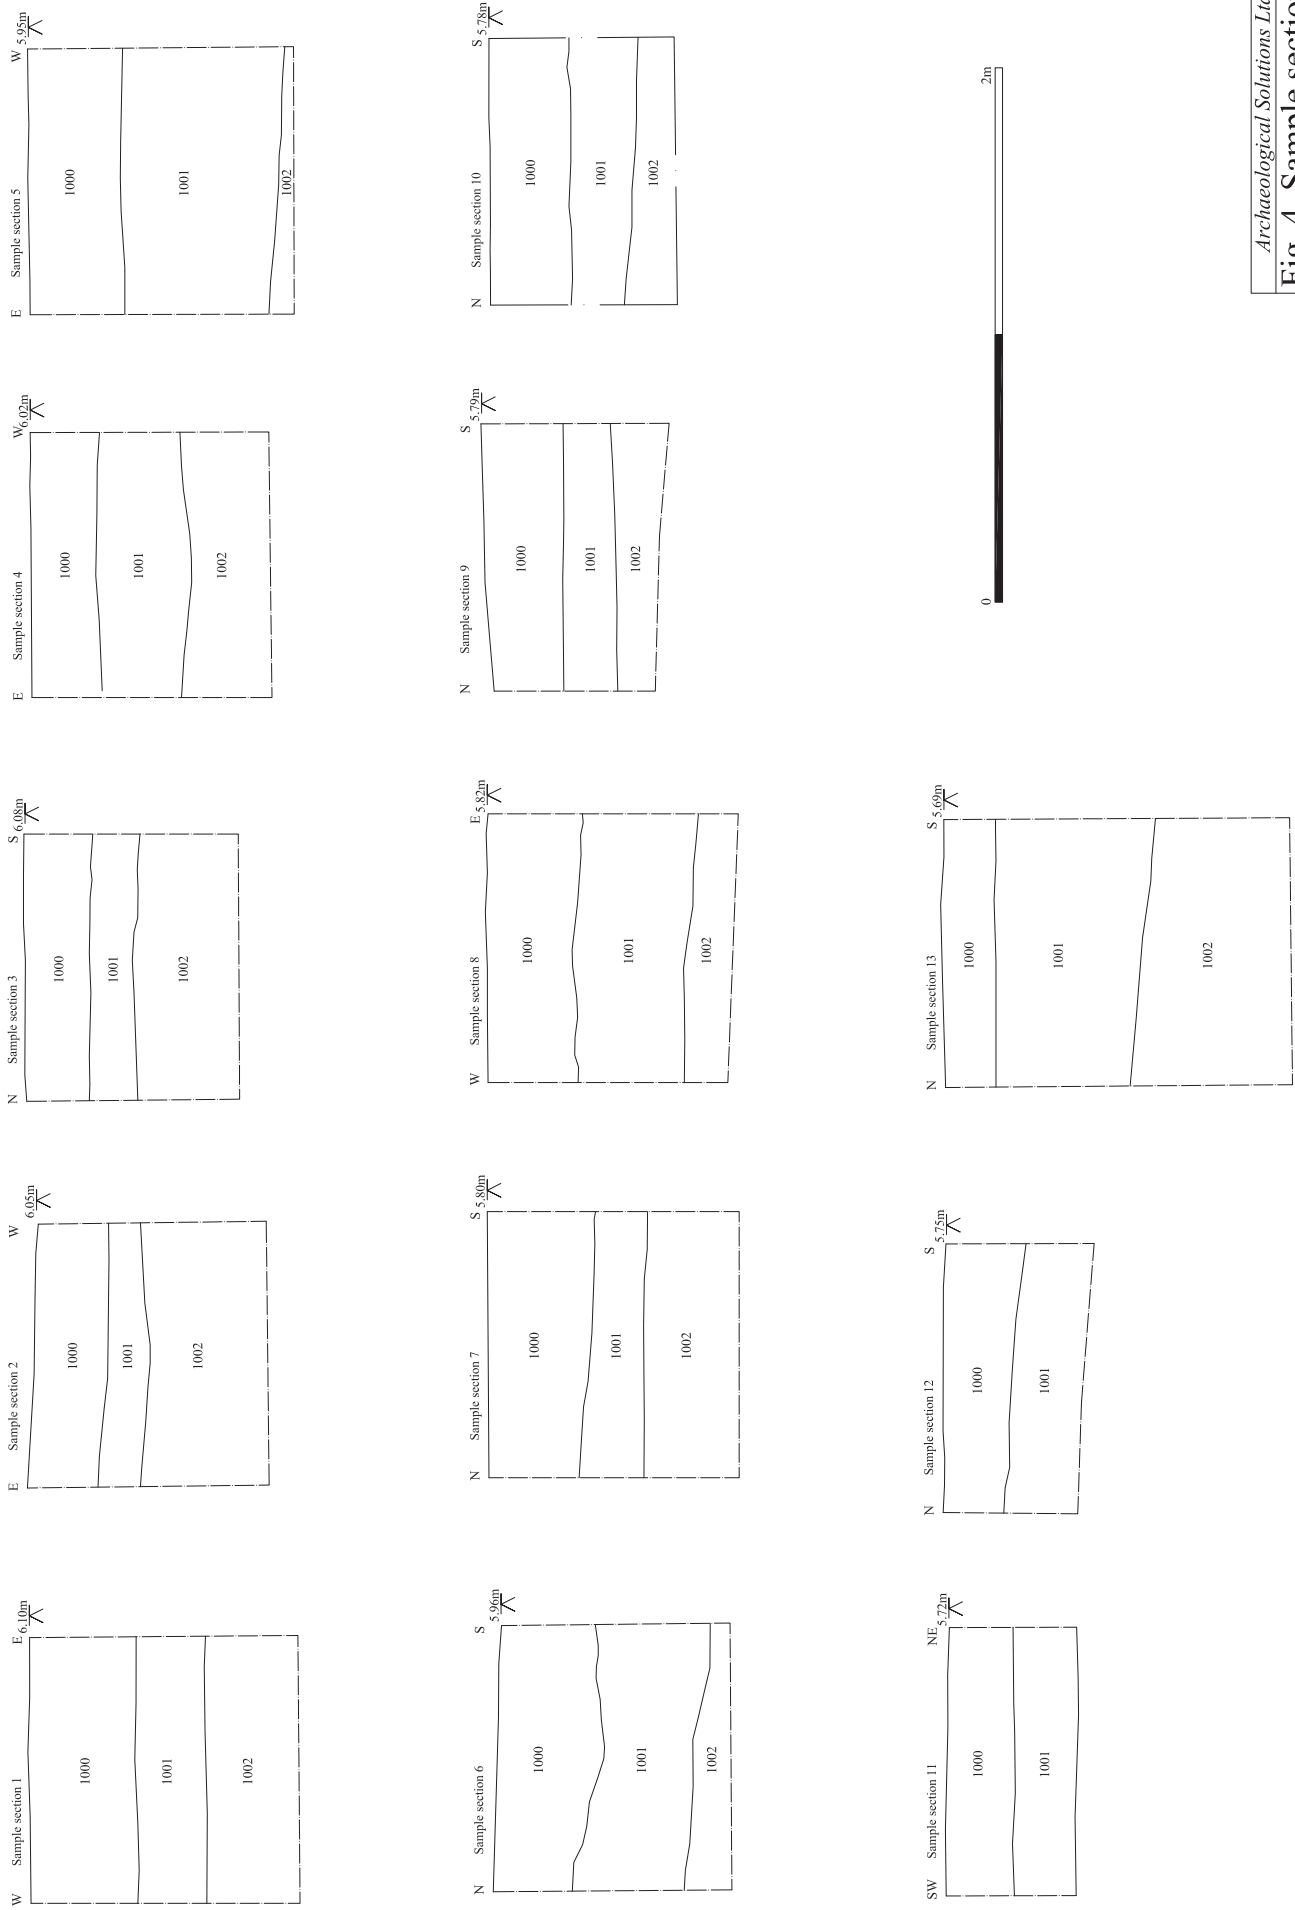 Sample section 1
W
E
6.10m
1000
1001
1002
Sample section 2
E
W
6.05m
1000
1001
1002
Sample section 3
N
S
6.08m
1000
1001
1002
Sample section 4
E
W
6.02m
1000
1001
1002
Sample section 5
E
W
5.95m
1000
1001
1002
Sample section 6
N
S
5.96m
1000
1001
1002
Sample section 7
N
S
5.80m
1000
1001
1002
Sample section 8
W
E
5.82m
1000
1001
1002
Sample section 9
N
S
5.79m
1000
1001
1002
Sample section 10
N
S
5.78m
1000
1001
1002
Sample section 11
SW
NE
5.72m
1000
1001
Sample section 12
N
S
5.75m
1000
1001
Sample section 13
N
S
5.69m
1000
1001
1002
0
2m
Archaeological Solutions Ltd
Fig. 4 Sample sectio